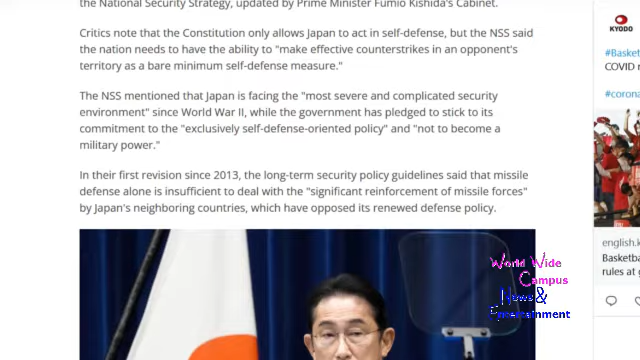 the National Security Strategy, updated by Prime Minister Fumio Kishida's Cabinet.
Critics note that the Constitution only allows Japan to act in self-defense, but the NSS said
the nation needs to have the ability to "make effective counterstrikes in an opponent's
territory as a bare minimum self-defense measure."
The NSS mentioned that Japan is facing the "most severe and complicated security
environment" since World War II, while the government has pledged to stick to its
commitment to the "exclusively self-defense-oriented policy" and "not to become a
military power."
In their first revision since 2013, the long-term security policy guidelines said that missile
defense alone is insufficient to deal with the "significant reinforcement of missile forces"
by Japan's neighboring countries, which have opposed its renewed defense policy.
World Wide
Campus
News &
Entertainment
KYODO
#Basket
COVID r
#corona
english.k
Basketba
rules at g